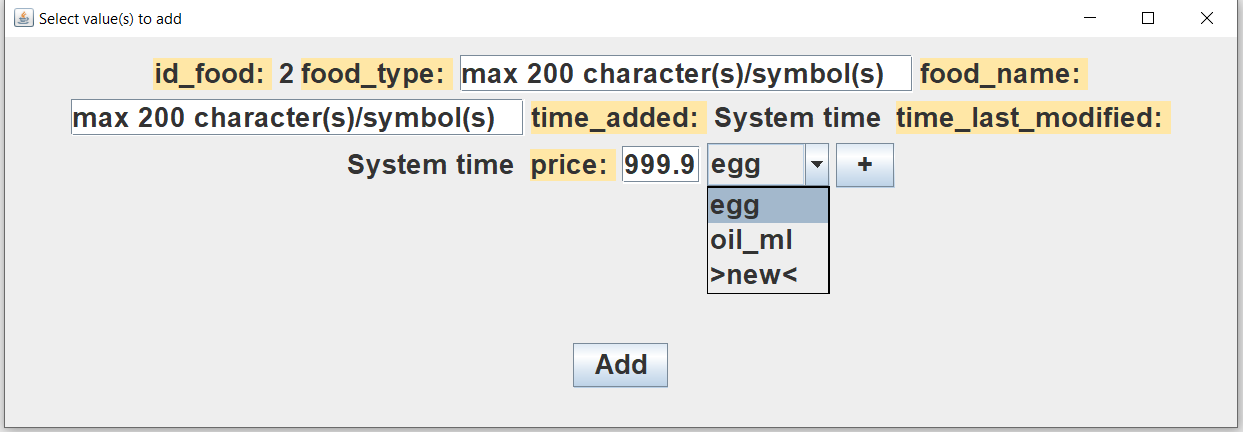 Select value(s) to add
id_food: 2 food_type: max 200 character(s)/symbol(s) food_name:
max 200 character(s)/symbol(s) time_added: System time time_last_modified:
System time price: 999.9 egg +
egg
oil_ml
>new<
Add